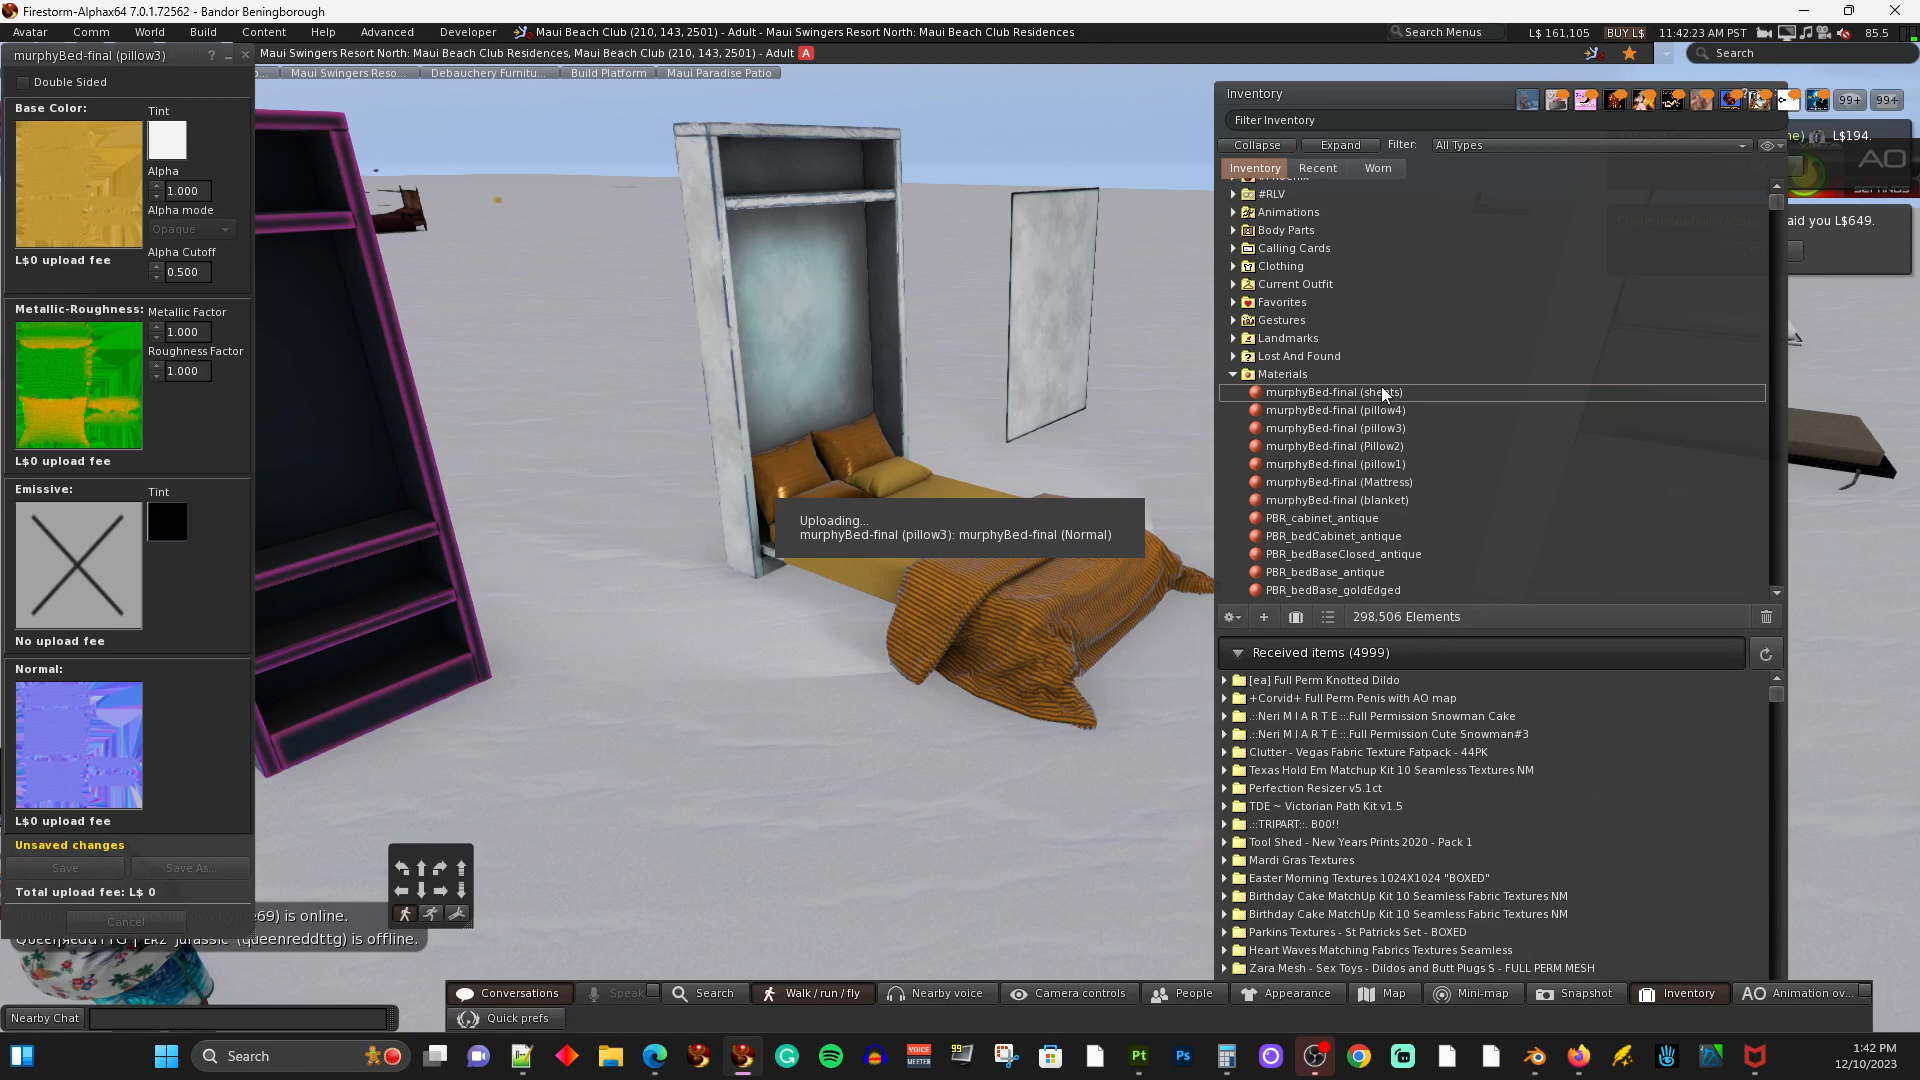 Firestorm-Alphax64 7.0.1.72562 - Bandor Beningborough
Avatar Comm World Build Content Help Avatar Advanced Developer Maui Beach Club (210, 143, 2501) - Adult - Maui Swingers Resort North: Maui Beach Club Residences
Search Menus L$ 161,105 BUY L$ 11:42:23 AM PST 85.5
Maui Swingers Resort North: Maui Beach Club Residences, Maui Beach Club (210, 143, 2501) - Adult A
Search
Maui Swingers Reso... Debauchery Furnitu... Build Platform Maui Paradise Patio
murphyBed-final (pillow3) ?
Double Sided
Base Color:
Tint
Alpha
1.000
Alpha mode
Opaque
Alpha Cutoff
0.500
L$0 upload fee
Metallic-Roughness:
Metallic Factor
1.000
Roughness Factor
1.000
L$0 upload fee
Emissive:
Tint
No upload fee
Normal:
L$0 upload fee
Unsaved changes
Save Save As...
Total upload fee: L$ 0
Cancel
69) is online.
(queenreddttg) is offline.
Uploading...
murphyBed-final (pillow3): murphyBed-final (Normal)
Inventory
99+ 99+
Filter Inventory
Collapse Expand Filter: All Types
Inventory Recent Worn
L$194.
AO
SETTINGS
aid you L$649.
#RLV
Animations
Body Parts
Calling Cards
Clothing
Current Outfit
Favorites
Gestures
Landmarks
Lost And Found
Materials
murphyBed-final (sheets)
murphyBed-final (pillow4)
murphyBed-final (pillow3)
murphyBed-final (Pillow2)
murphyBed-final (pillow1)
murphyBed-final (Mattress)
murphyBed-final (blanket)
PBR_cabinet_antique
PBR_bedCabinet_antique
PBR_bedBaseClosed_antique
PBR_bedBase_antique
PBR_bedBase_goldEdged
298,506 Elements
Received items (4999)
[ea] Full Perm Knotted Dildo
+Corvid+ Full Perm Penis with AO map
.::Neri M I A R T E ::.Full Permission Snowman Cake
.::Neri M I A R T E ::.Full Permission Cute Snowman#3
Clutter - Vegas Fabric Texture Fatpack - 44PK
Texas Hold Em Matchup Kit 10 Seamless Textures NM
Perfection Resizer v5.1ct
TDE ~ Victorian Path Kit v1.5
.::TRIPART::. B00!!
Tool Shed - New Years Prints 2020 - Pack 1
Mardi Gras Textures
Easter Morning Textures 1024X1024 "BOXED"
Birthday Cake MatchUp Kit 10 Seamless Fabric Textures NM
Birthday Cake MatchUp Kit 10 Seamless Fabric Textures NM
Parkins Textures - St Patricks Set - BOXED
Heart Waves Matching Fabrics Textures Seamless
Zara Mesh - Sex Toys - Dildos and Butt Plugs S - FULL PERM MESH
Conversations Speak Search Walk / run / fly Nearby voice Camera controls People Appearance Map Mini-map Snapshot Inventory AO Animation ov...
Nearby Chat
Quick prefs
Search
VOICE MEETER
99
Pt
Ps
1:42 PM
12/10/2023